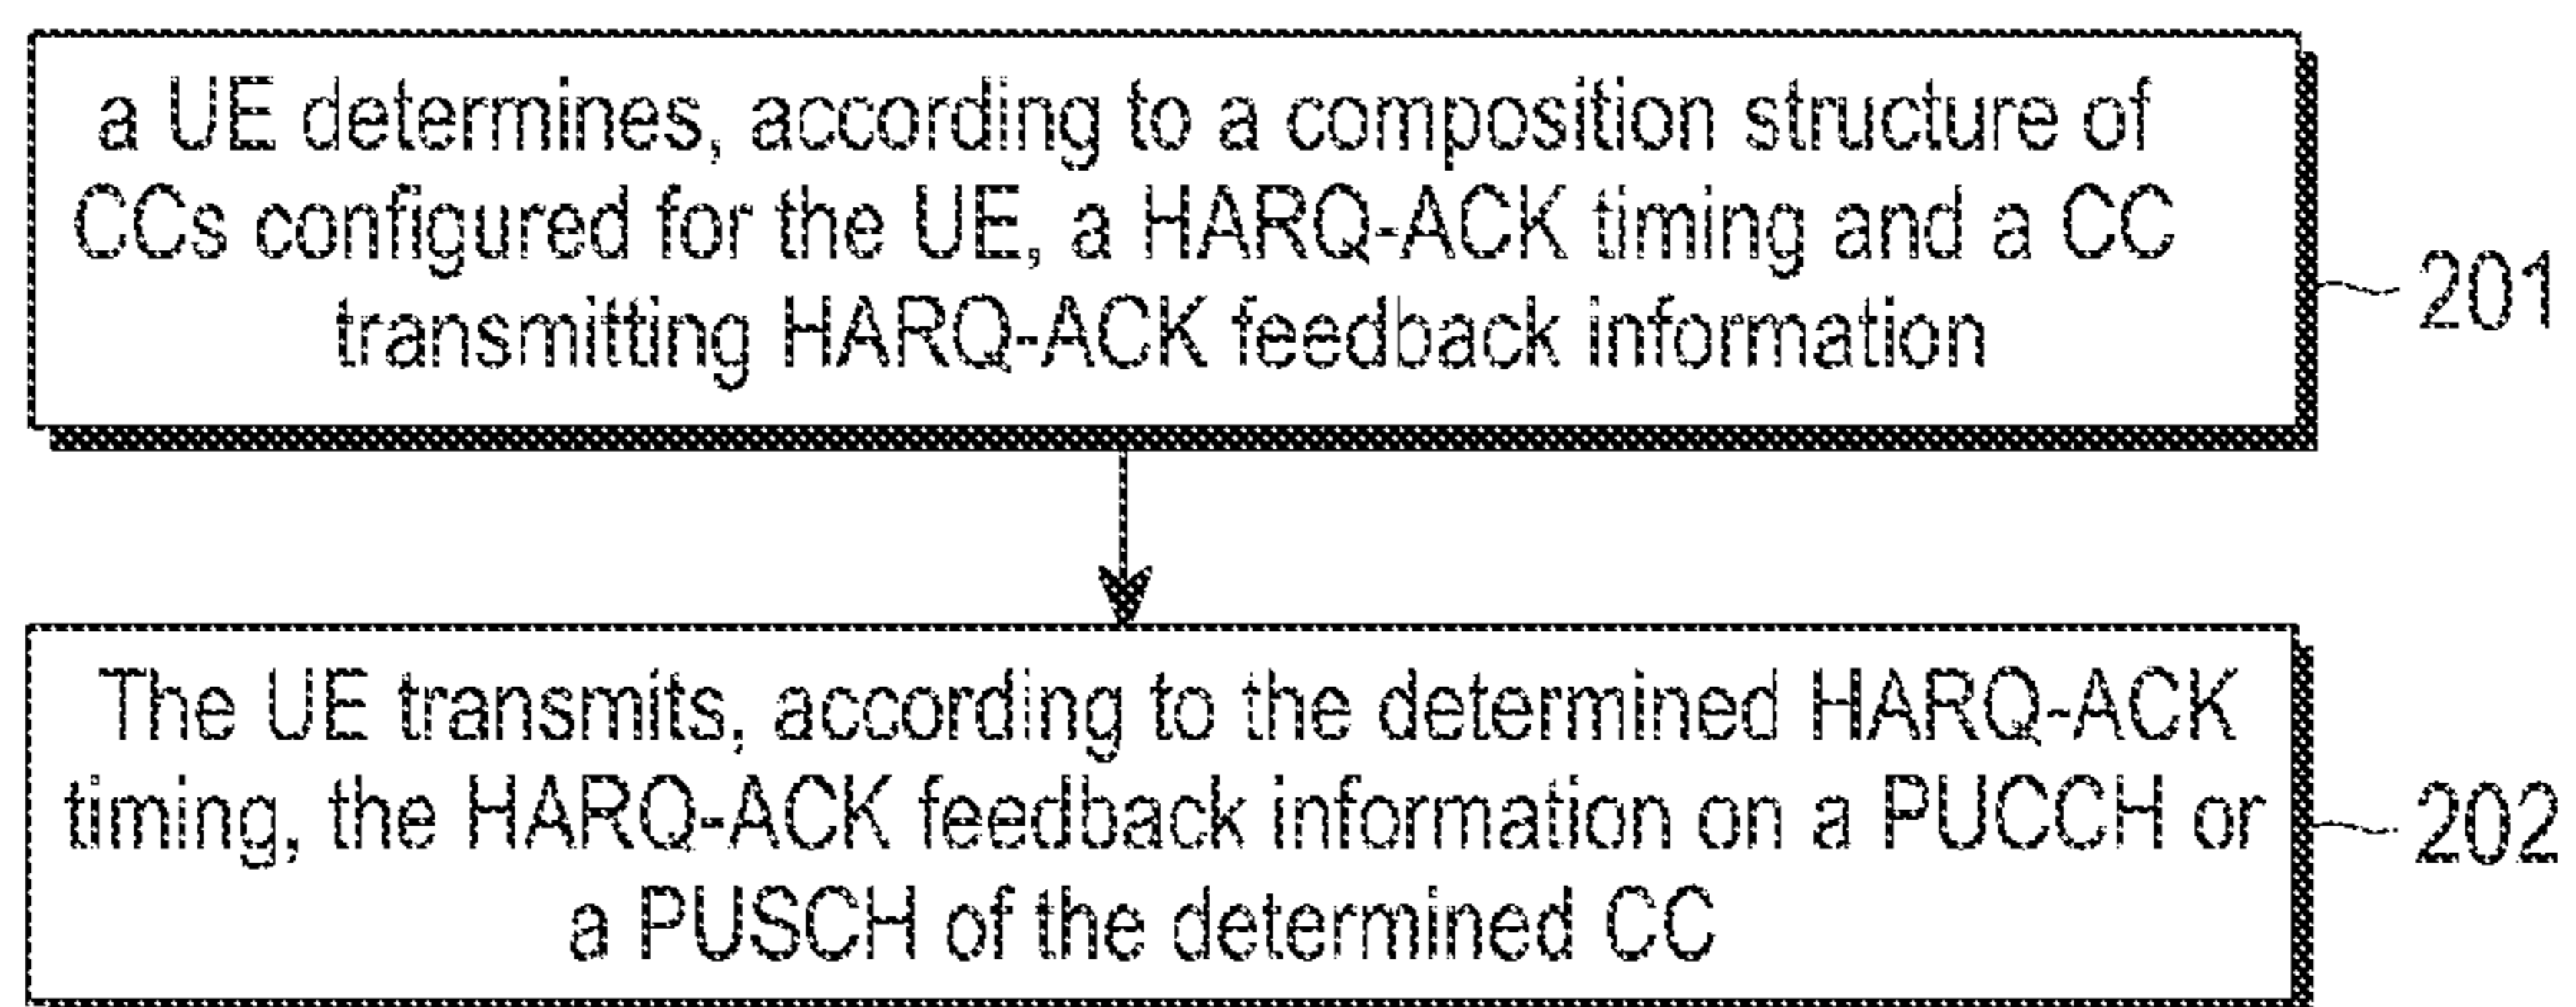 a UE determines, according to a composition structure of
CCs configured for the UE, a HARQ-ACK timing and a CC
transmitting HARQ-ACK feedback information
201
The UE transmits, according to the determined HARQ-ACK
timing, the HARQ-ACK feedback information on a PUCCH or
a PUSCH of the determined CC
202